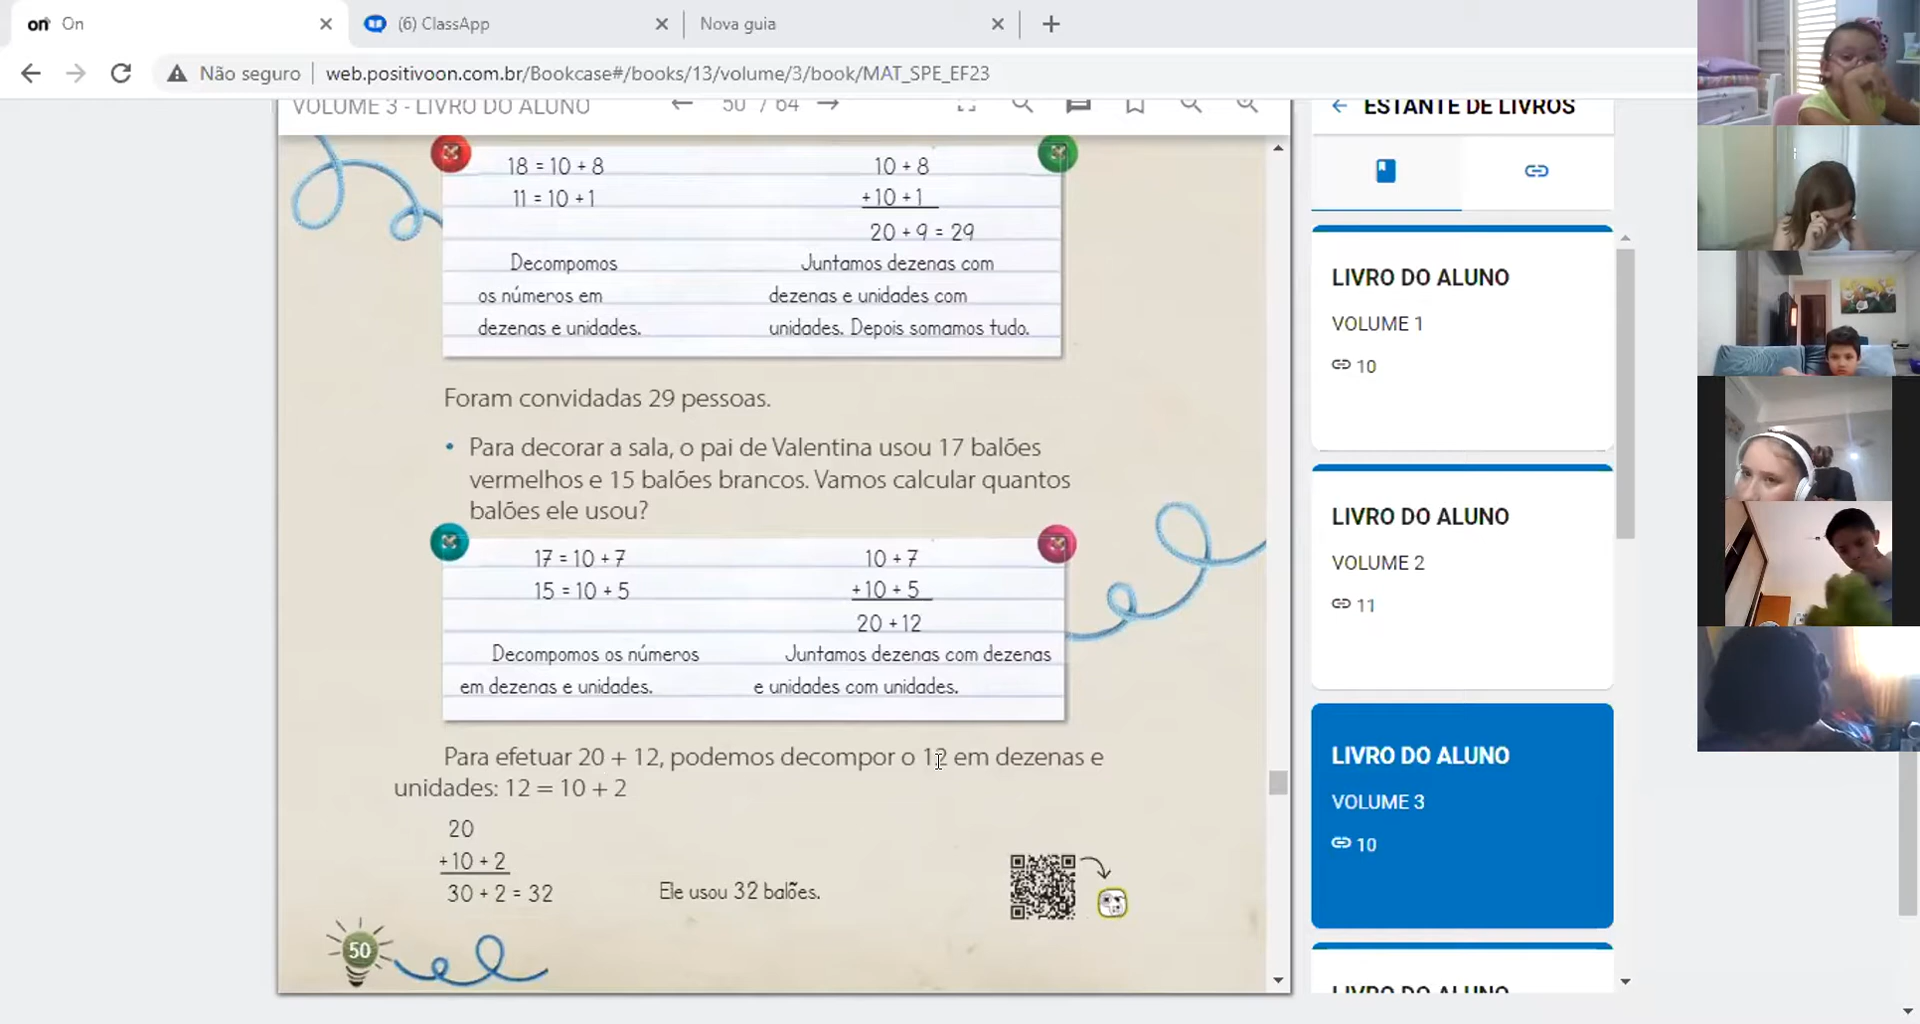 on On
(6) ClassApp
Nova guia
Não seguro
web.positivoon.com.br/Bookcase#/books/13/volume/3/book/MAT_SPE_EF23
VOLUME 3 - LIVRO DO ALUNO
50 / 64
ESTANTE DE LIVROS
18 = 10 + 8
11 = 10 + 1
Decompomos
os números em
dezenas e unidades.
10 + 8
+10 + 1
20 + 9 = 29
Juntamos dezenas com
dezenas e unidades com
unidades. Depois somamos tudo.
Foram convidadas 29 pessoas.
• Para decorar a sala, o pai de Valentina usou 17 balões
vermelhos e 15 balões brancos. Vamos calcular quantos
balões ele usou?
17 = 10 + 7
15 = 10 + 5
Decompomos os números
em dezenas e unidades.
10 + 7
+10 + 5
20 + 12
Juntamos dezenas com dezenas
e unidades com unidades.
Para efetuar 20 + 12, podemos decompor o 12 em dezenas e
unidades: 12 = 10 + 2
20
+10 + 2
30 + 2 = 32
Ele usou 32 balões.
50
LIVRO DO ALUNO
VOLUME 1
10
LIVRO DO ALUNO
VOLUME 2
11
LIVRO DO ALUNO
VOLUME 3
10
LIVRO DO ALUNO